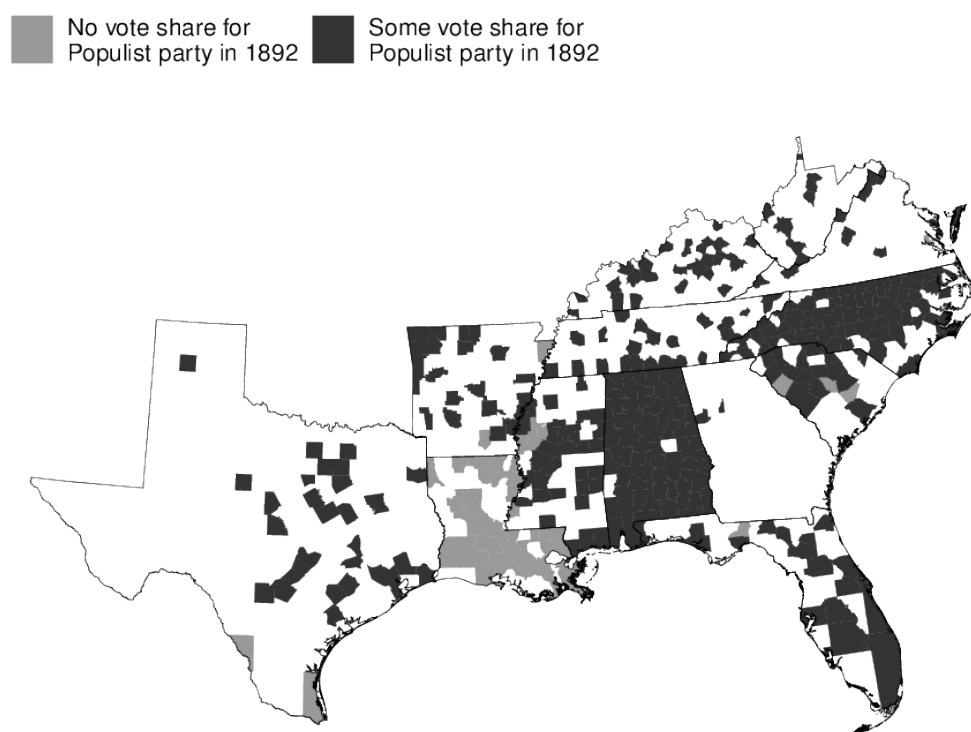 No vote share for
Populist party in 1892
Some vote share for
Populist party in 1892